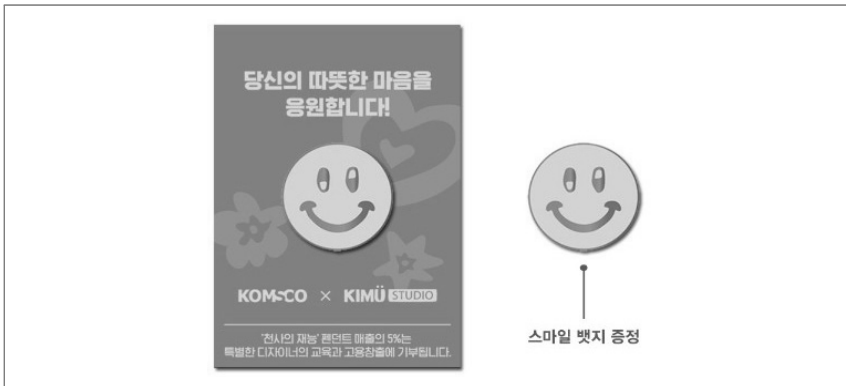 당신의 따뜻한 마음을
응원합니다!
KOMSCO × KIMÜ STUDIO
'천사의 재능' 펜던트 매출의 5%는
특별한 디자이너의 교육과 고용창출에 기부됩니다.
스마일 뱃지 증정